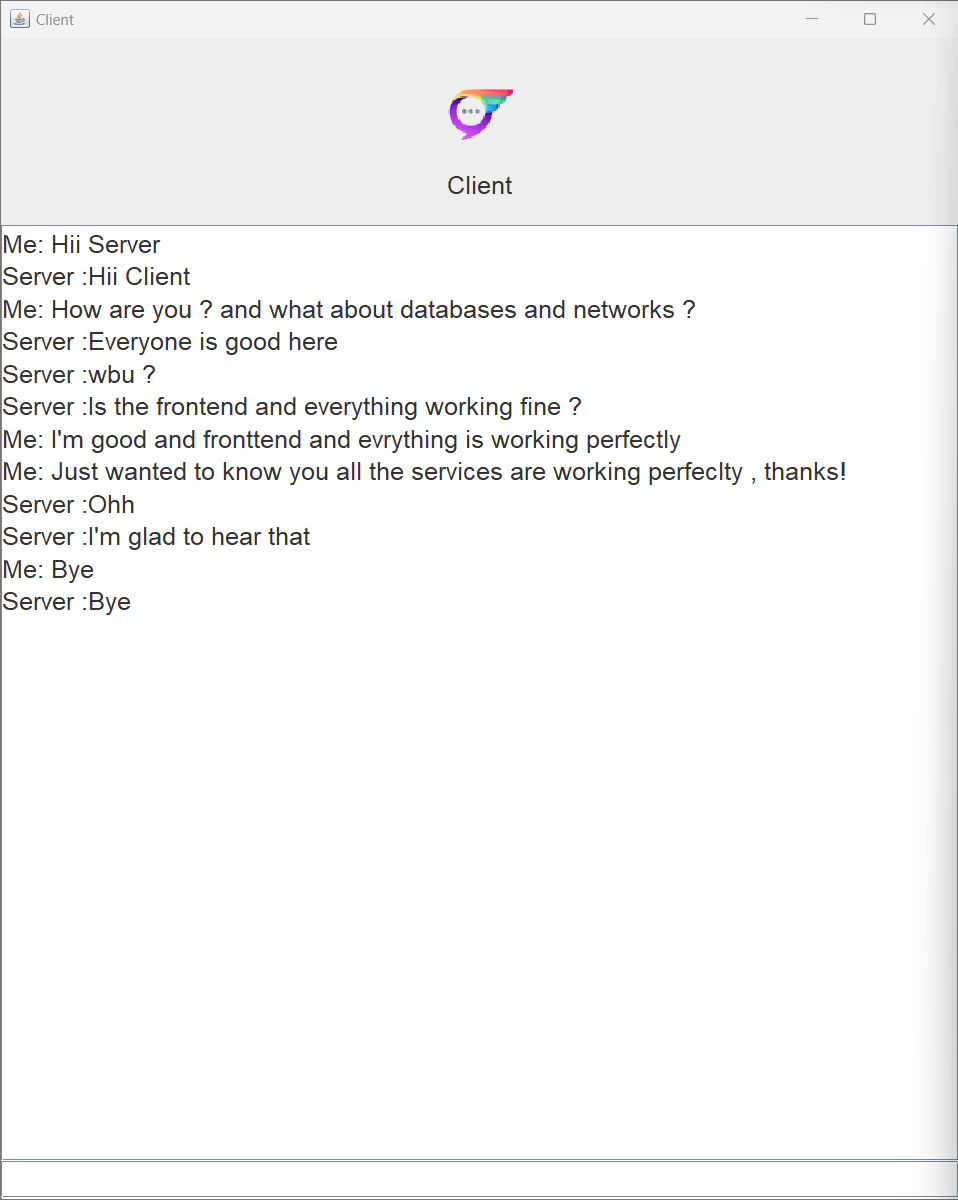 Client
Client
Me: Hii Server
Server :Hii Client
Me: How are you ? and what about databases and networks ?
Server :Everyone is good here
Server :wbu ?
Server :Is the frontend and everything working fine ?
Me: I'm good and fronttend and evrything is working perfectly
Me: Just wanted to know you all the services are working perfeclty , thanks!
Server :Ohh
Server :I'm glad to hear that
Me: Bye
Server :Bye